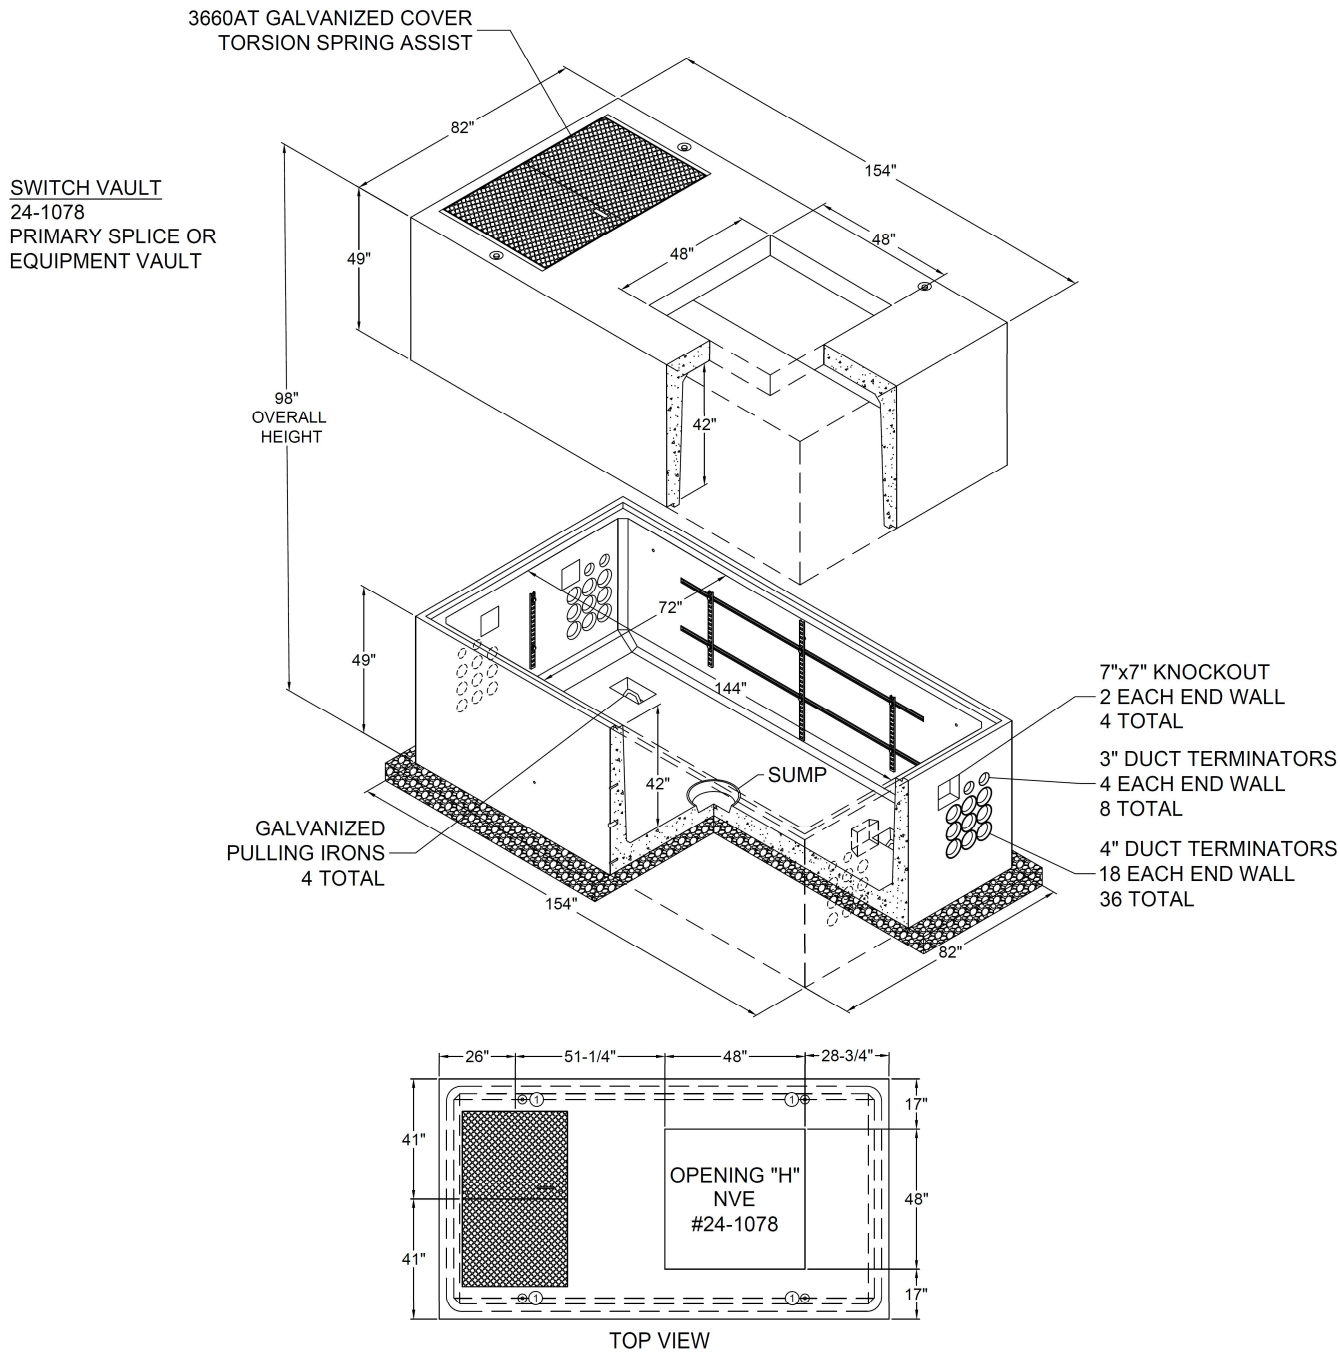 3660AT GALVANIZED COVER
TORSION SPRING ASSIST
82"
154"
SWITCH VAULT
24-1078
PRIMARY SPLICE OR
EQUIPMENT VAULT
49"
48"
48"
98"
OVERALL
HEIGHT
42"
72"
49"
144"
7"x7" KNOCKOUT
2 EACH END WALL
4 TOTAL
SUMP
42"
3" DUCT TERMINATORS
4 EACH END WALL
8 TOTAL
GALVANIZED
PULLING IRONS
4 TOTAL
4" DUCT TERMINATORS
18 EACH END WALL
36 TOTAL
154"
82"
26"
51-1/4"
48"
28-3/4"
1
1
17"
41"
OPENING "H"
NVE
#24-1078
48"
41"
17"
1
1
TOP VIEW